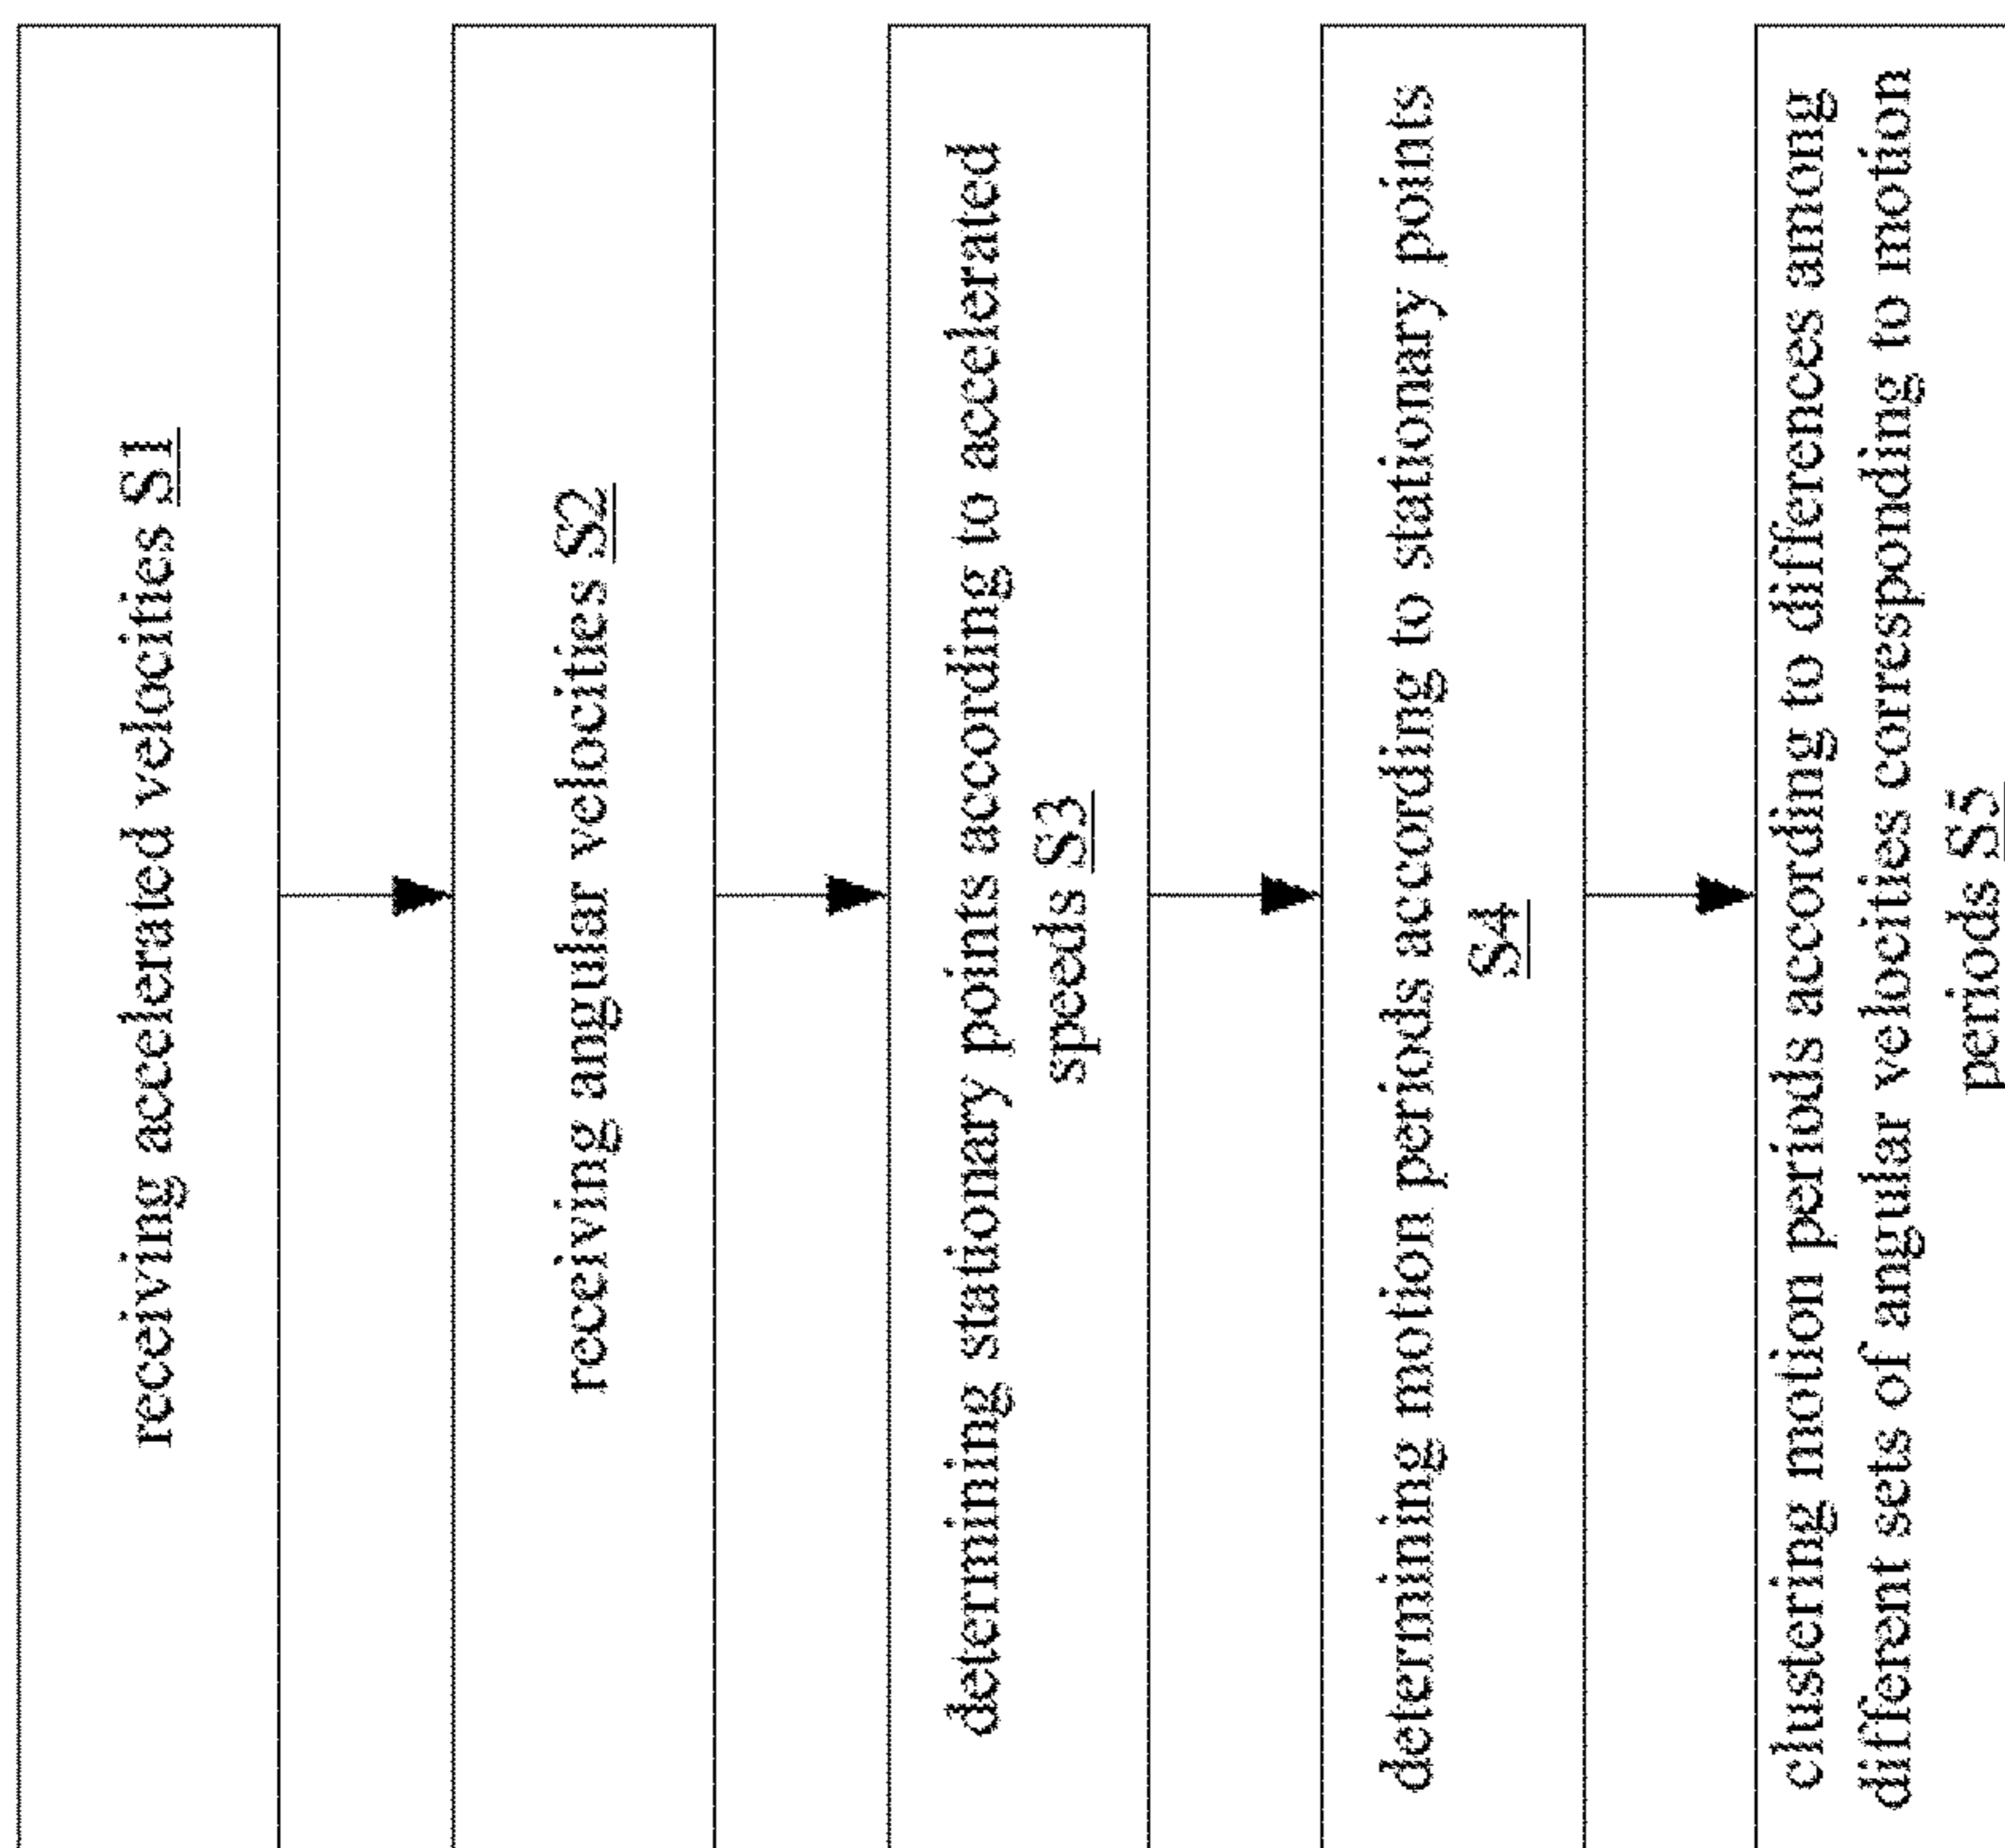 receiving accelerated velocities S1
receiving angular velocities S2
determining stationary points according to accelerated
speeds S3
determining motion periods according to stationary points
S4
clustering motion periods according to differences among
different sets of angular velocities corresponding to motion
periods S5